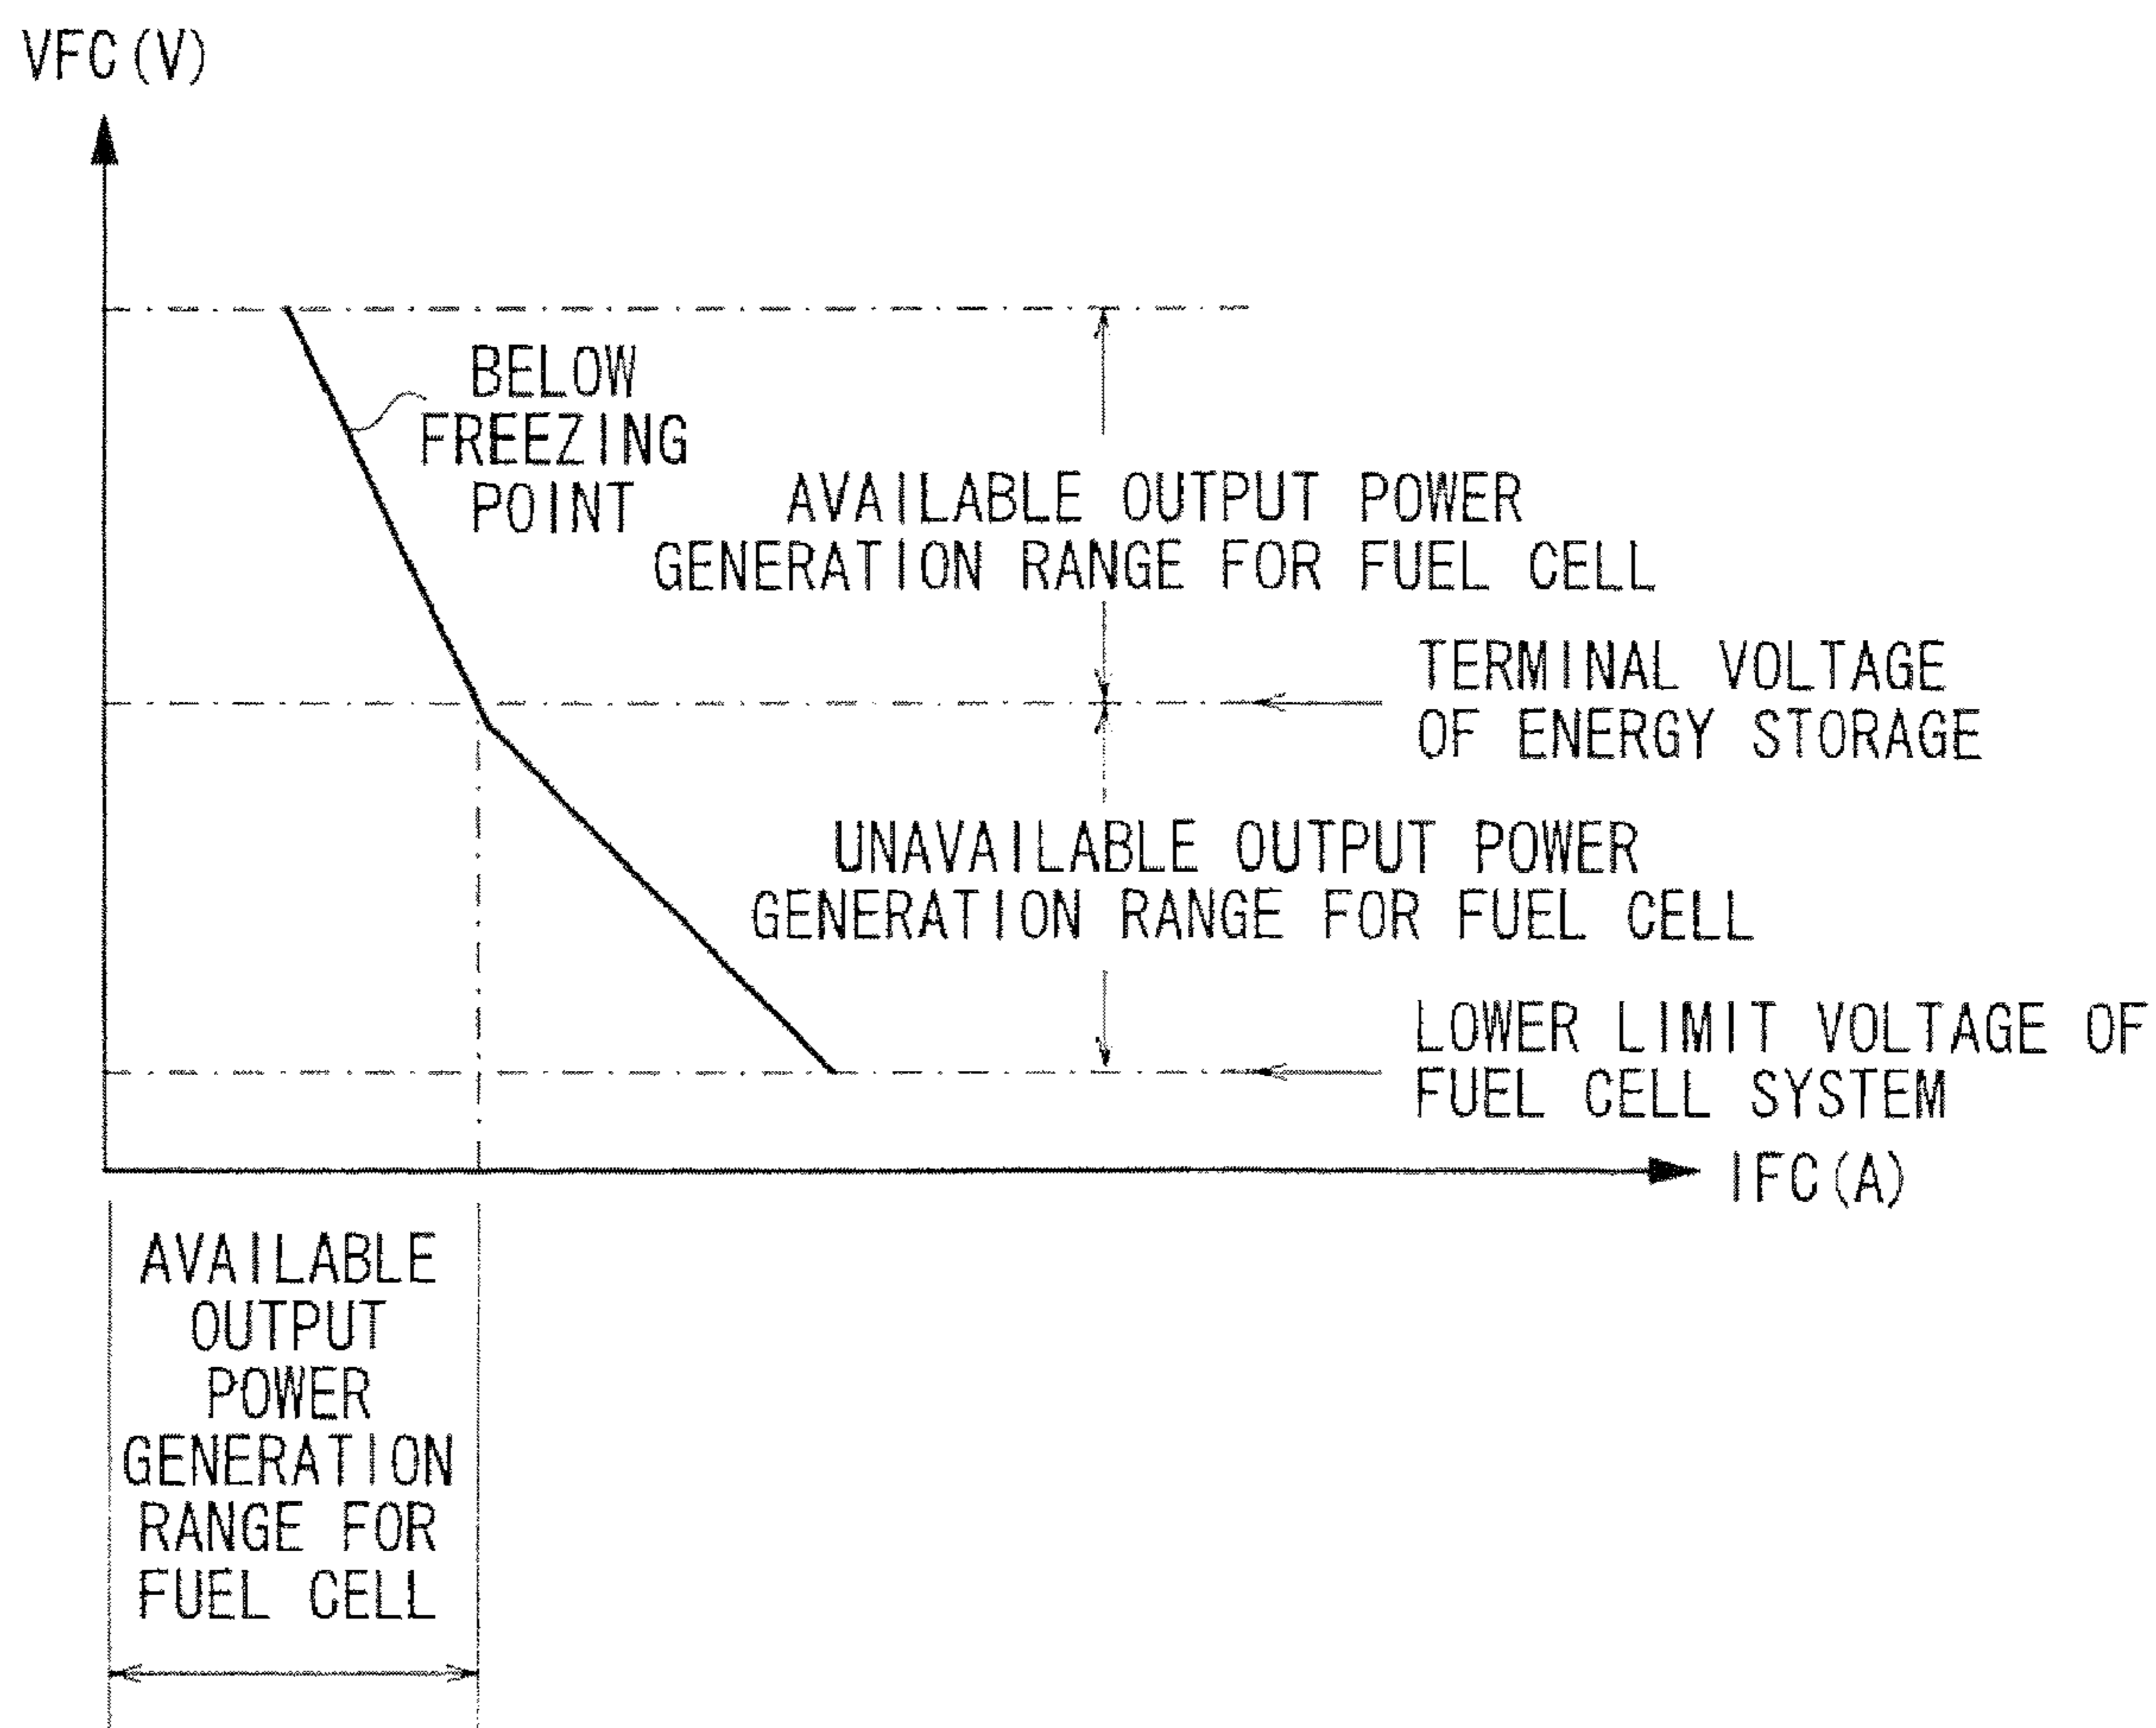 VFC(V)
BELOW
FREEZING
POINT
AVAILABLE OUTPUT POWER
GENERATION RANGE FOR FUEL CELL
TERMINAL VOLTAGE
OF ENERGY STORAGE
UNAVAILABLE OUTPUT POWER
GENERATION RANGE FOR FUEL CELL
LOWER LIMIT VOLTAGE OF
FUEL CELL SYSTEM
IFC(A)
AVAILABLE
OUTPUT
POWER
GENERATION
RANGE FOR
FUEL CELL